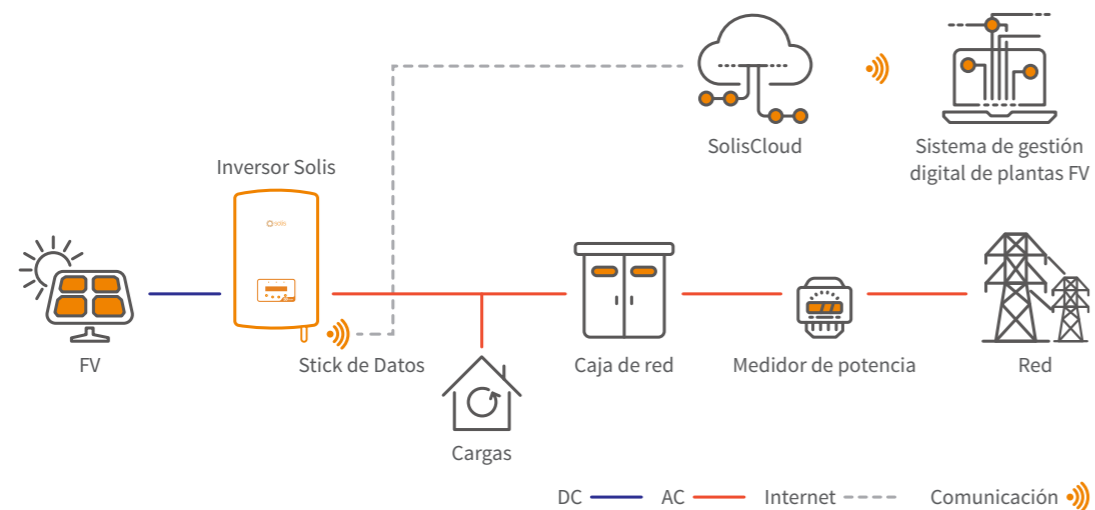 SolisCloud
Sistema de gestión
digital de plantas FV
Inversor Solis
solis
FV
Stick de Datos
Caja de red
Medidor de potencia
Red
Cargas
DC
AC
Internet
Comunicación